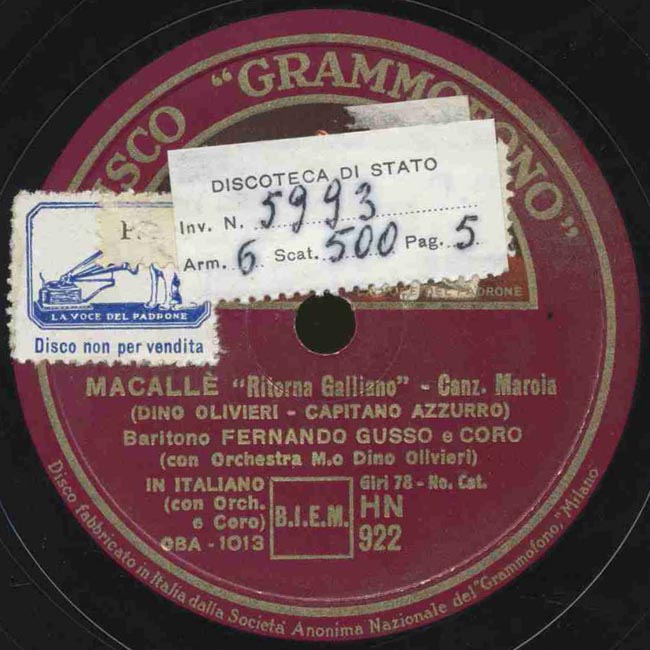 DISCO "GRAMMOFONO"
DISCOTECA DI STATO
Inv. N. 5993
Arm. 6 Scat. 500 Pag. 5
LA VOCE DEL PADRONE
Disco non per vendita
DEL PADRONE
MACALLÈ "Ritorna Galliano" - Canz. Marcia
(DINO OLIVIERI - CAPITANO AZZURRO)
Baritono FERNANDO GUSSO e CORO
(con Orchestra M.o Dino Olivieri)
IN ITALIANO
(con Orch.
e Coro)
OBA - 1013
B.I.E.M.
Giri 78 - No. Cat.
HN
922
Disco fabbricato in Italia dalla Società Anonima Nazionale del "Grammofono," Milano